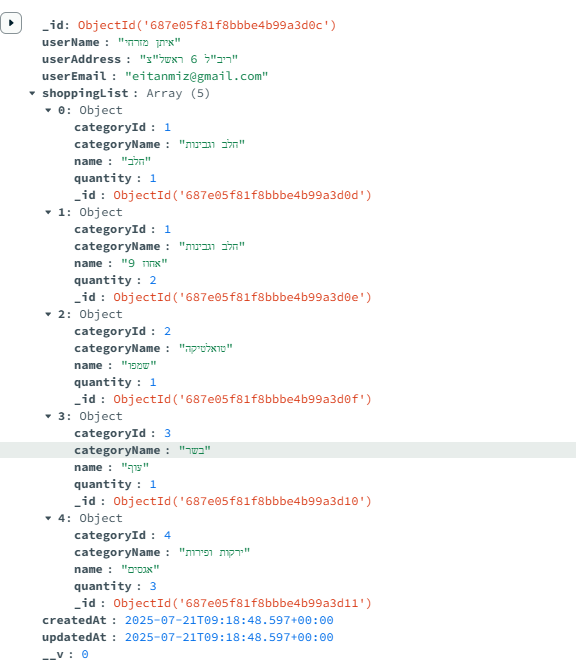 _id: ObjectId('687e05f81f8bbbe4b99a3d0c')
userName : "איתן מזרחי"
userAddress : "ריב"ל 6 ראשל"צ"
userEmail : "eitanmiz@gmail.com"
shoppingList : Array (5)
0: Object
categoryId : 1
categoryName : "חלב וגבינות"
name : "חלב"
quantity : 1
_id : ObjectId('687e05f81f8bbbe4b99a3d0d')
1: Object
categoryId : 1
categoryName : "חלב וגבינות"
name : "9 אחוז"
quantity : 2
_id : ObjectId('687e05f81f8bbbe4b99a3d0e')
2: Object
categoryId : 2
categoryName : "טואלטיקה"
name : "שמפו"
quantity : 1
_id : ObjectId('687e05f81f8bbbe4b99a3d0f')
3: Object
categoryId : 3
categoryName : "בשר"
name : "עוף"
quantity : 1
_id : ObjectId('687e05f81f8bbbe4b99a3d10')
4: Object
categoryId : 4
categoryName : "ירקות ופירות"
name : "אגסים"
quantity : 3
_id : ObjectId('687e05f81f8bbbe4b99a3d11')
createdAt : 2025-07-21T09:18:48.597+00:00
updatedAt : 2025-07-21T09:18:48.597+00:00
__v : 0